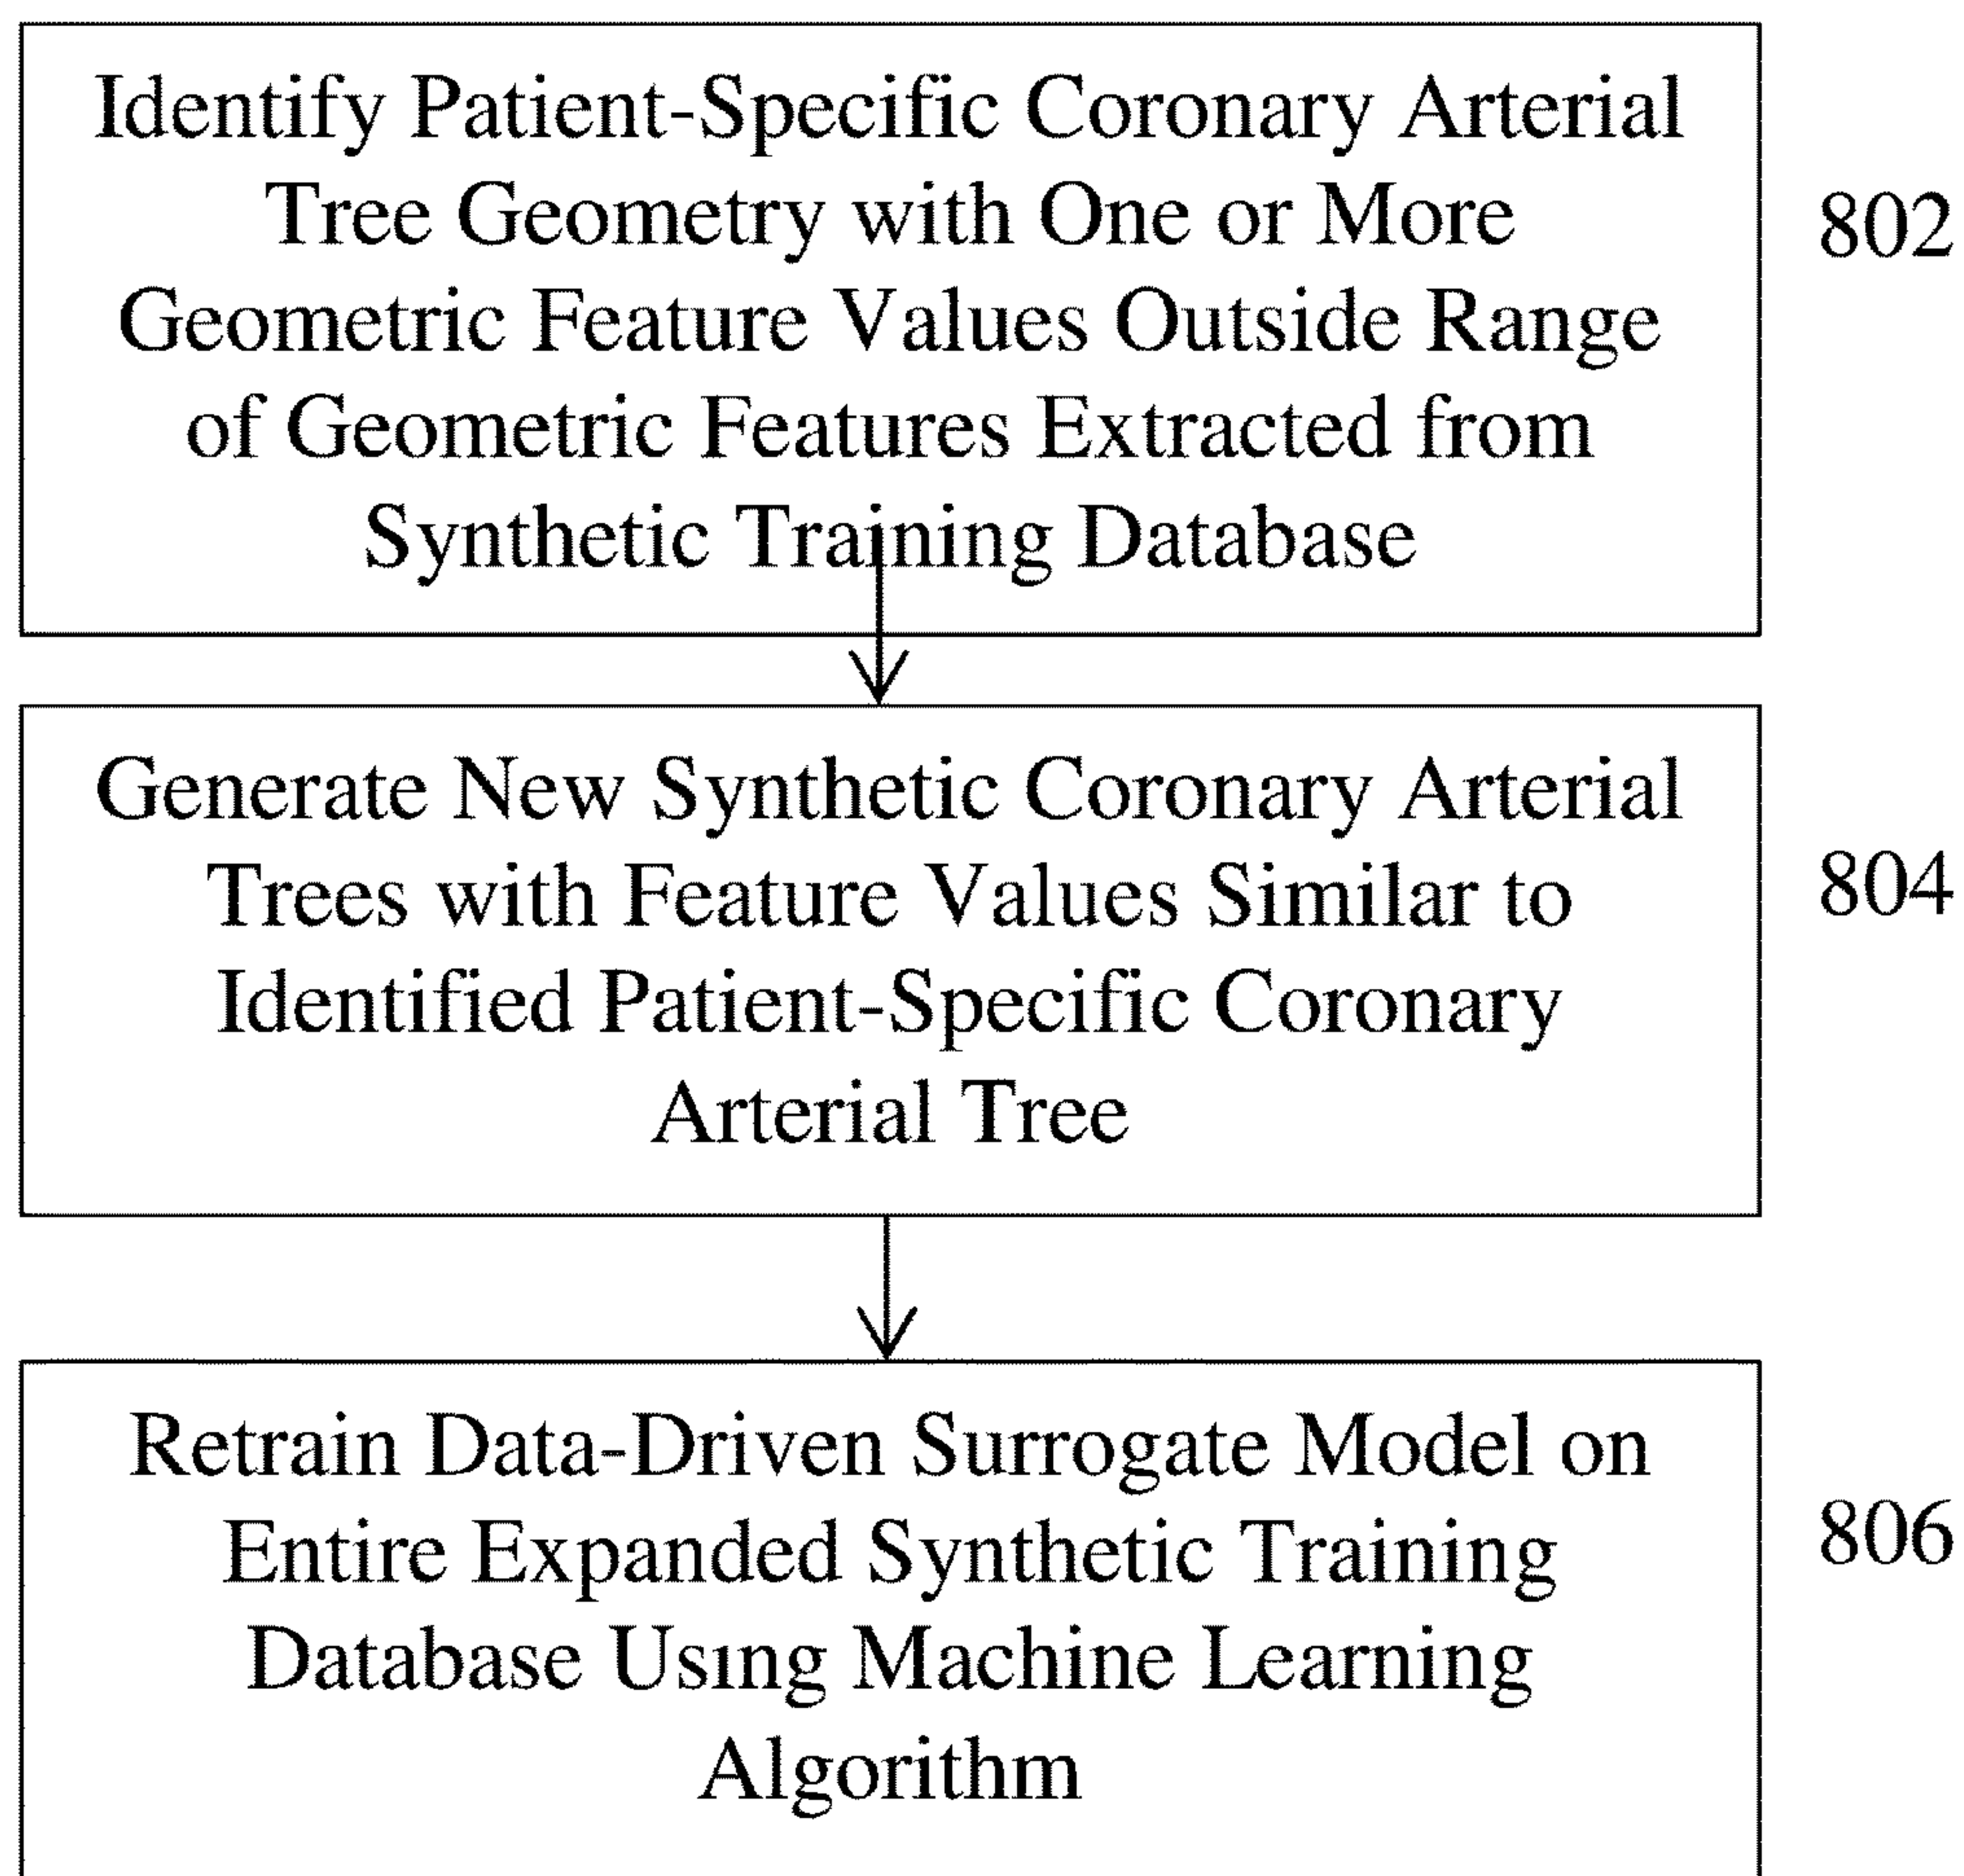 Identify Patient-Specific Coronary Arterial
Tree Geometry with One or More
Geometric Feature Values Outside Range
of Geometric Features Extracted from
Synthetic Training Database
802
Generate New Synthetic Coronary Arterial
Trees with Feature Values Similar to
Identified Patient-Specific Coronary
Arterial Tree
804
Retrain Data-Driven Surrogate Model on
Entire Expanded Synthetic Training
Database Using Machine Learning
Algorithm
806